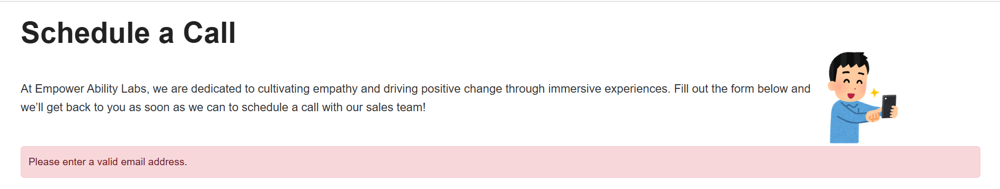 Schedule a Call
At Empower Ability Labs, we are dedicated to cultivating empathy and driving positive change through immersive experiences. Fill out the form below and
we’ll get back to you as soon as we can to schedule a call with our sales team!
Please enter a valid email address.